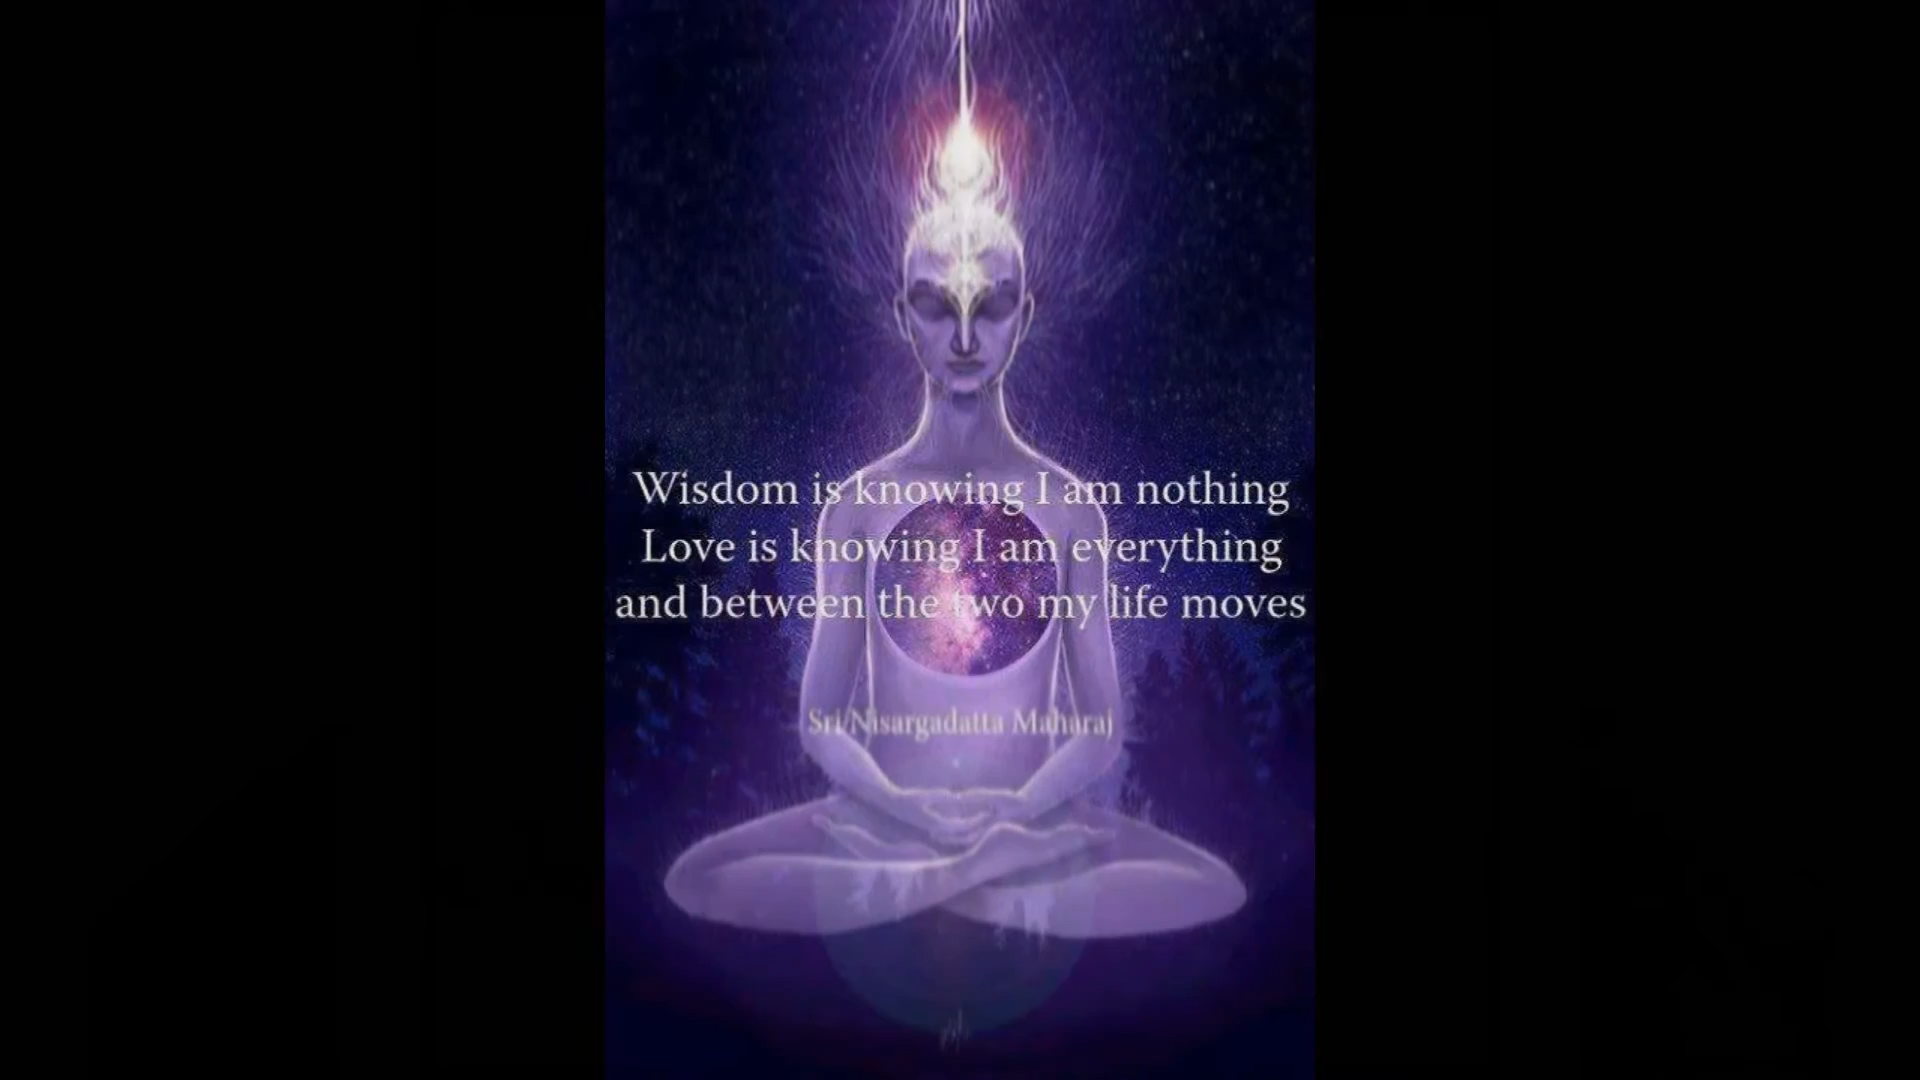 Wisdom is knowing I am nothing
Love is knowing I am everything
and between the two my life moves
Sri Nisargadatta Maharaj